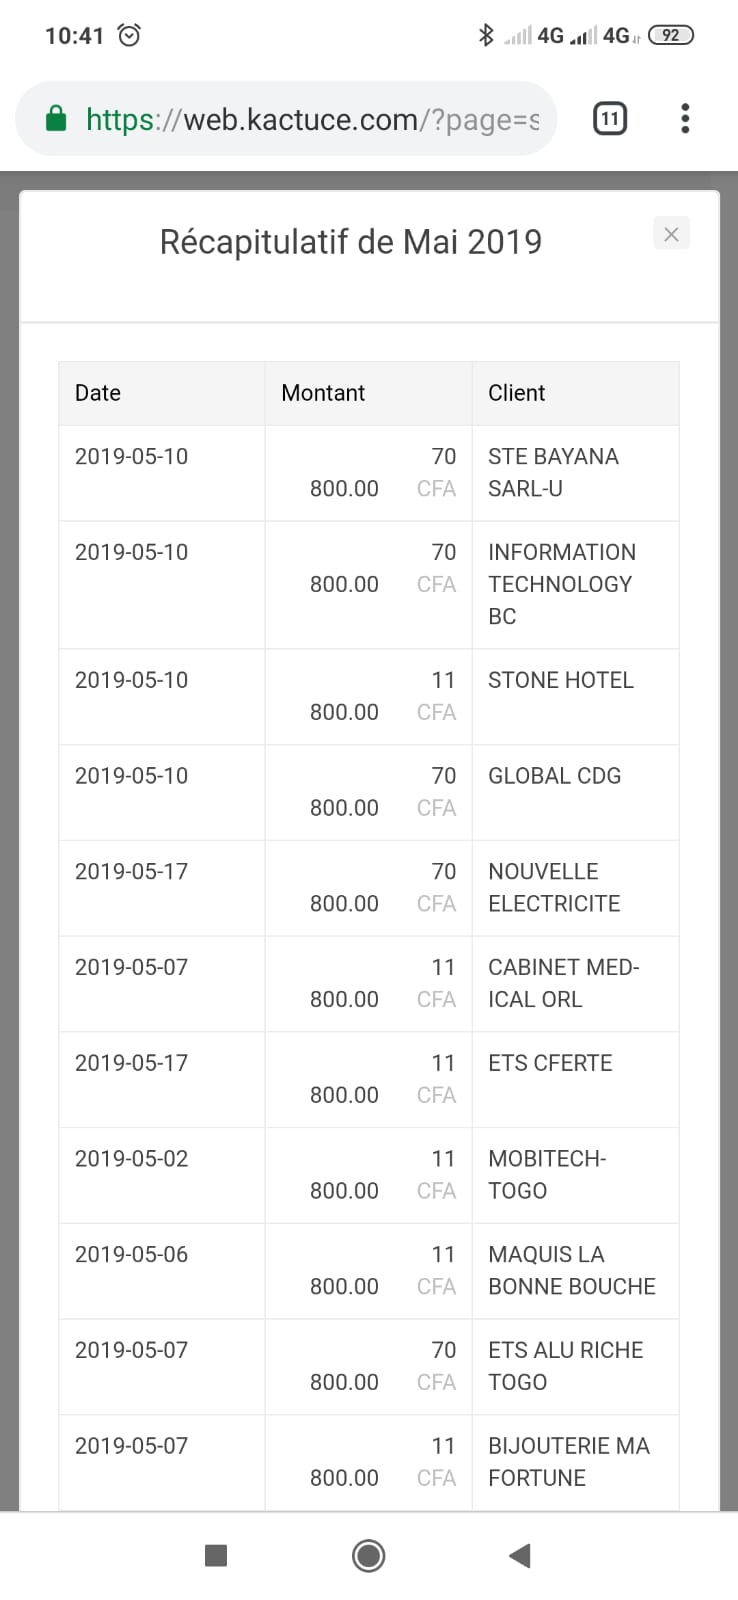 10:41 4G 4G 92
https://web.kactuce.com/?page=s 11
Récapitulatif de Mai 2019
Date Montant Client
2019-05-10 70 STE BAYANA
800.00 CFA SARL-U
2019-05-10 70 INFORMATION
800.00 CFA TECHNOLOGY
BC
2019-05-10 11 STONE HOTEL
800.00 CFA
2019-05-10 70 GLOBAL CDG
800.00 CFA
2019-05-17 70 NOUVELLE
800.00 CFA ELECTRICITE
2019-05-07 11 CABINET MED-
800.00 CFA ICAL ORL
2019-05-17 11 ETS CFERTE
800.00 CFA
2019-05-02 11 MOBITECH-
800.00 CFA TOGO
2019-05-06 11 MAQUIS LA
800.00 CFA BONNE BOUCHE
2019-05-07 70 ETS ALU RICHE
800.00 CFA TOGO
2019-05-07 11 BIJOUTERIE MA
800.00 CFA FORTUNE